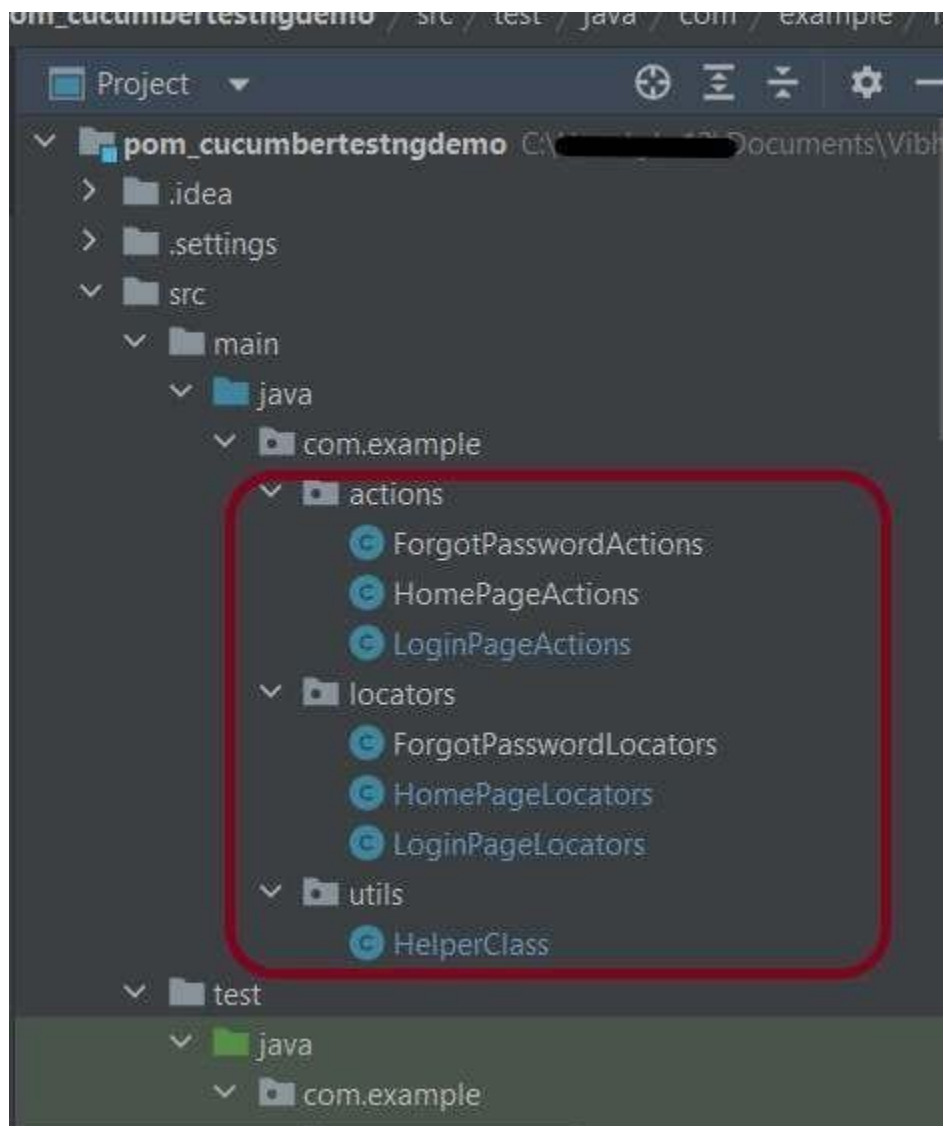 pom_cucumbertestngdemo / src / test / java / com / example /
Project
pom_cucumbertestngdemo C:\ Documents\Vibh
.idea
.settings
src
main
java
com.example
actions
ForgotPasswordActions
HomePageActions
LoginPageActions
locators
ForgotPasswordLocators
HomePageLocators
LoginPageLocators
utils
HelperClass
test
java
com.example